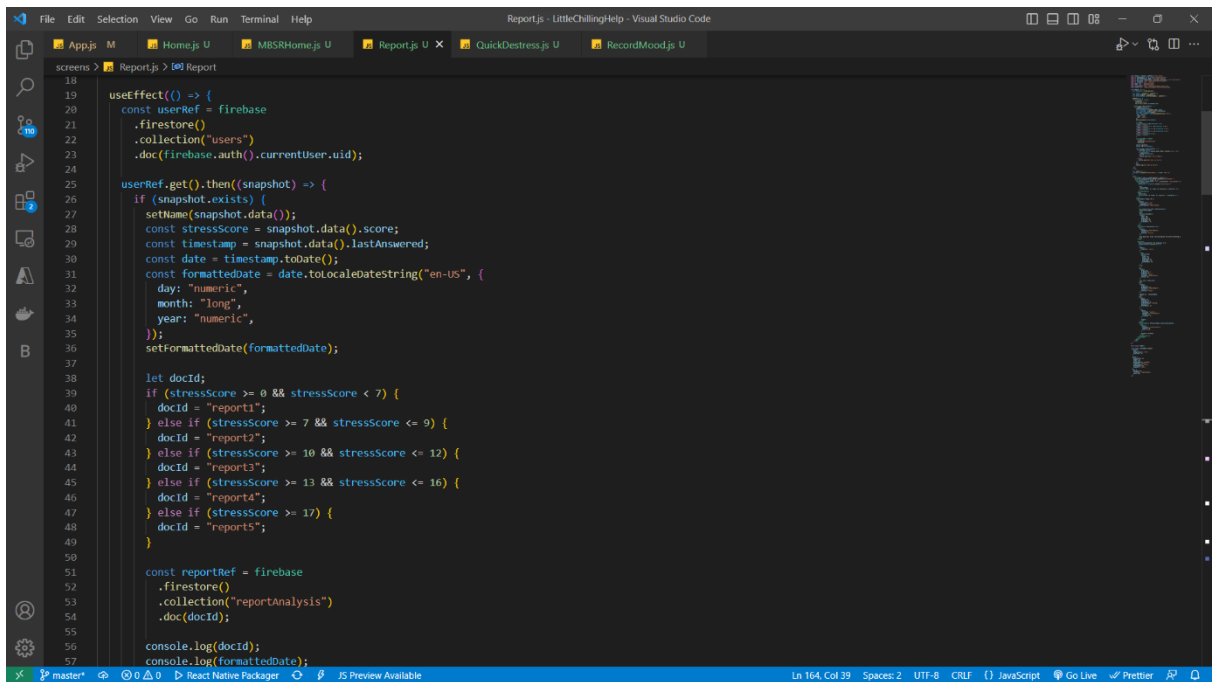 File Edit Selection View Go Run Terminal Help Report.js - LittleChillingHelp - Visual Studio Code
JS App.js M JS Home.js U JS MBSRHome.js U JS Report.js U JS QuickDestress.js U JS RecordMood.js U
screens > JS Report.js > Report
18
19 useEffect(() => {
20 const userRef = firebase
21 .firestore()
22 .collection("users")
23 .doc(firebase.auth().currentUser.uid);
24
25 userRef.get().then((snapshot) => {
26 if (snapshot.exists) {
27 setName(snapshot.data());
28 const stressScore = snapshot.data().score;
29 const timestamp = snapshot.data().lastAnswered;
30 const date = timestamp.toDate();
31 const formattedDate = date.toLocaleDateString("en-US", {
32 day: "numeric",
33 month: "long",
34 year: "numeric",
35 });
36 setFormattedDate(formattedDate);
37
38 let docId;
39 if (stressScore >= 0 && stressScore < 7) {
40 docId = "report1";
41 } else if (stressScore >= 7 && stressScore <= 9) {
42 docId = "report2";
43 } else if (stressScore >= 10 && stressScore <= 12) {
44 docId = "report3";
45 } else if (stressScore >= 13 && stressScore <= 16) {
46 docId = "report4";
47 } else if (stressScore >= 17) {
48 docId = "report5";
49 }
50
51 const reportRef = firebase
52 .firestore()
53 .collection("reportAnalysis")
54 .doc(docId);
55
56 console.log(docId);
57 console.log(formattedDate);
110
2
B
master* 0 0 React Native Packager JS Preview Available Ln 164, Col 39 Spaces: 2 UTF-8 CRLF {} JavaScript Go Live Prettier